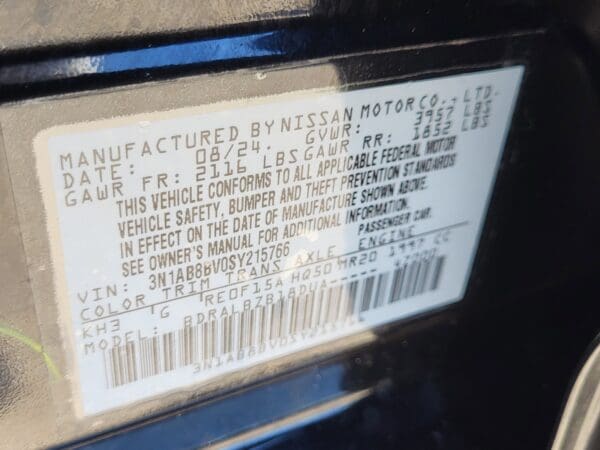 MANUFACTURED BY NISSAN MOTOR CO., LTD.
DATE: 08/24. GVWR: 3957 LBS
GAWR FR: 2116 LBS GAWR RR: 1852 LBS
THIS VEHICLE CONFORMS TO ALL APPLICABLE FEDERAL MOTOR
VEHICLE SAFETY, BUMPER AND THEFT PREVENTION STANDARDS
IN EFFECT ON THE DATE OF MANUFACTURE SHOWN ABOVE.
SEE OWNER'S MANUAL FOR ADDITIONAL INFORMATION.
VIN: 3N1AB8BV0SY215766 PASSENGER CAR
COLOR TRIM TRANS AXLE ENGINE
KH3 G RE0F15A HQ50 MR20 1997 CC
MODEL: BDRALBZB18DUA-
3N1AB8BV0SY215766